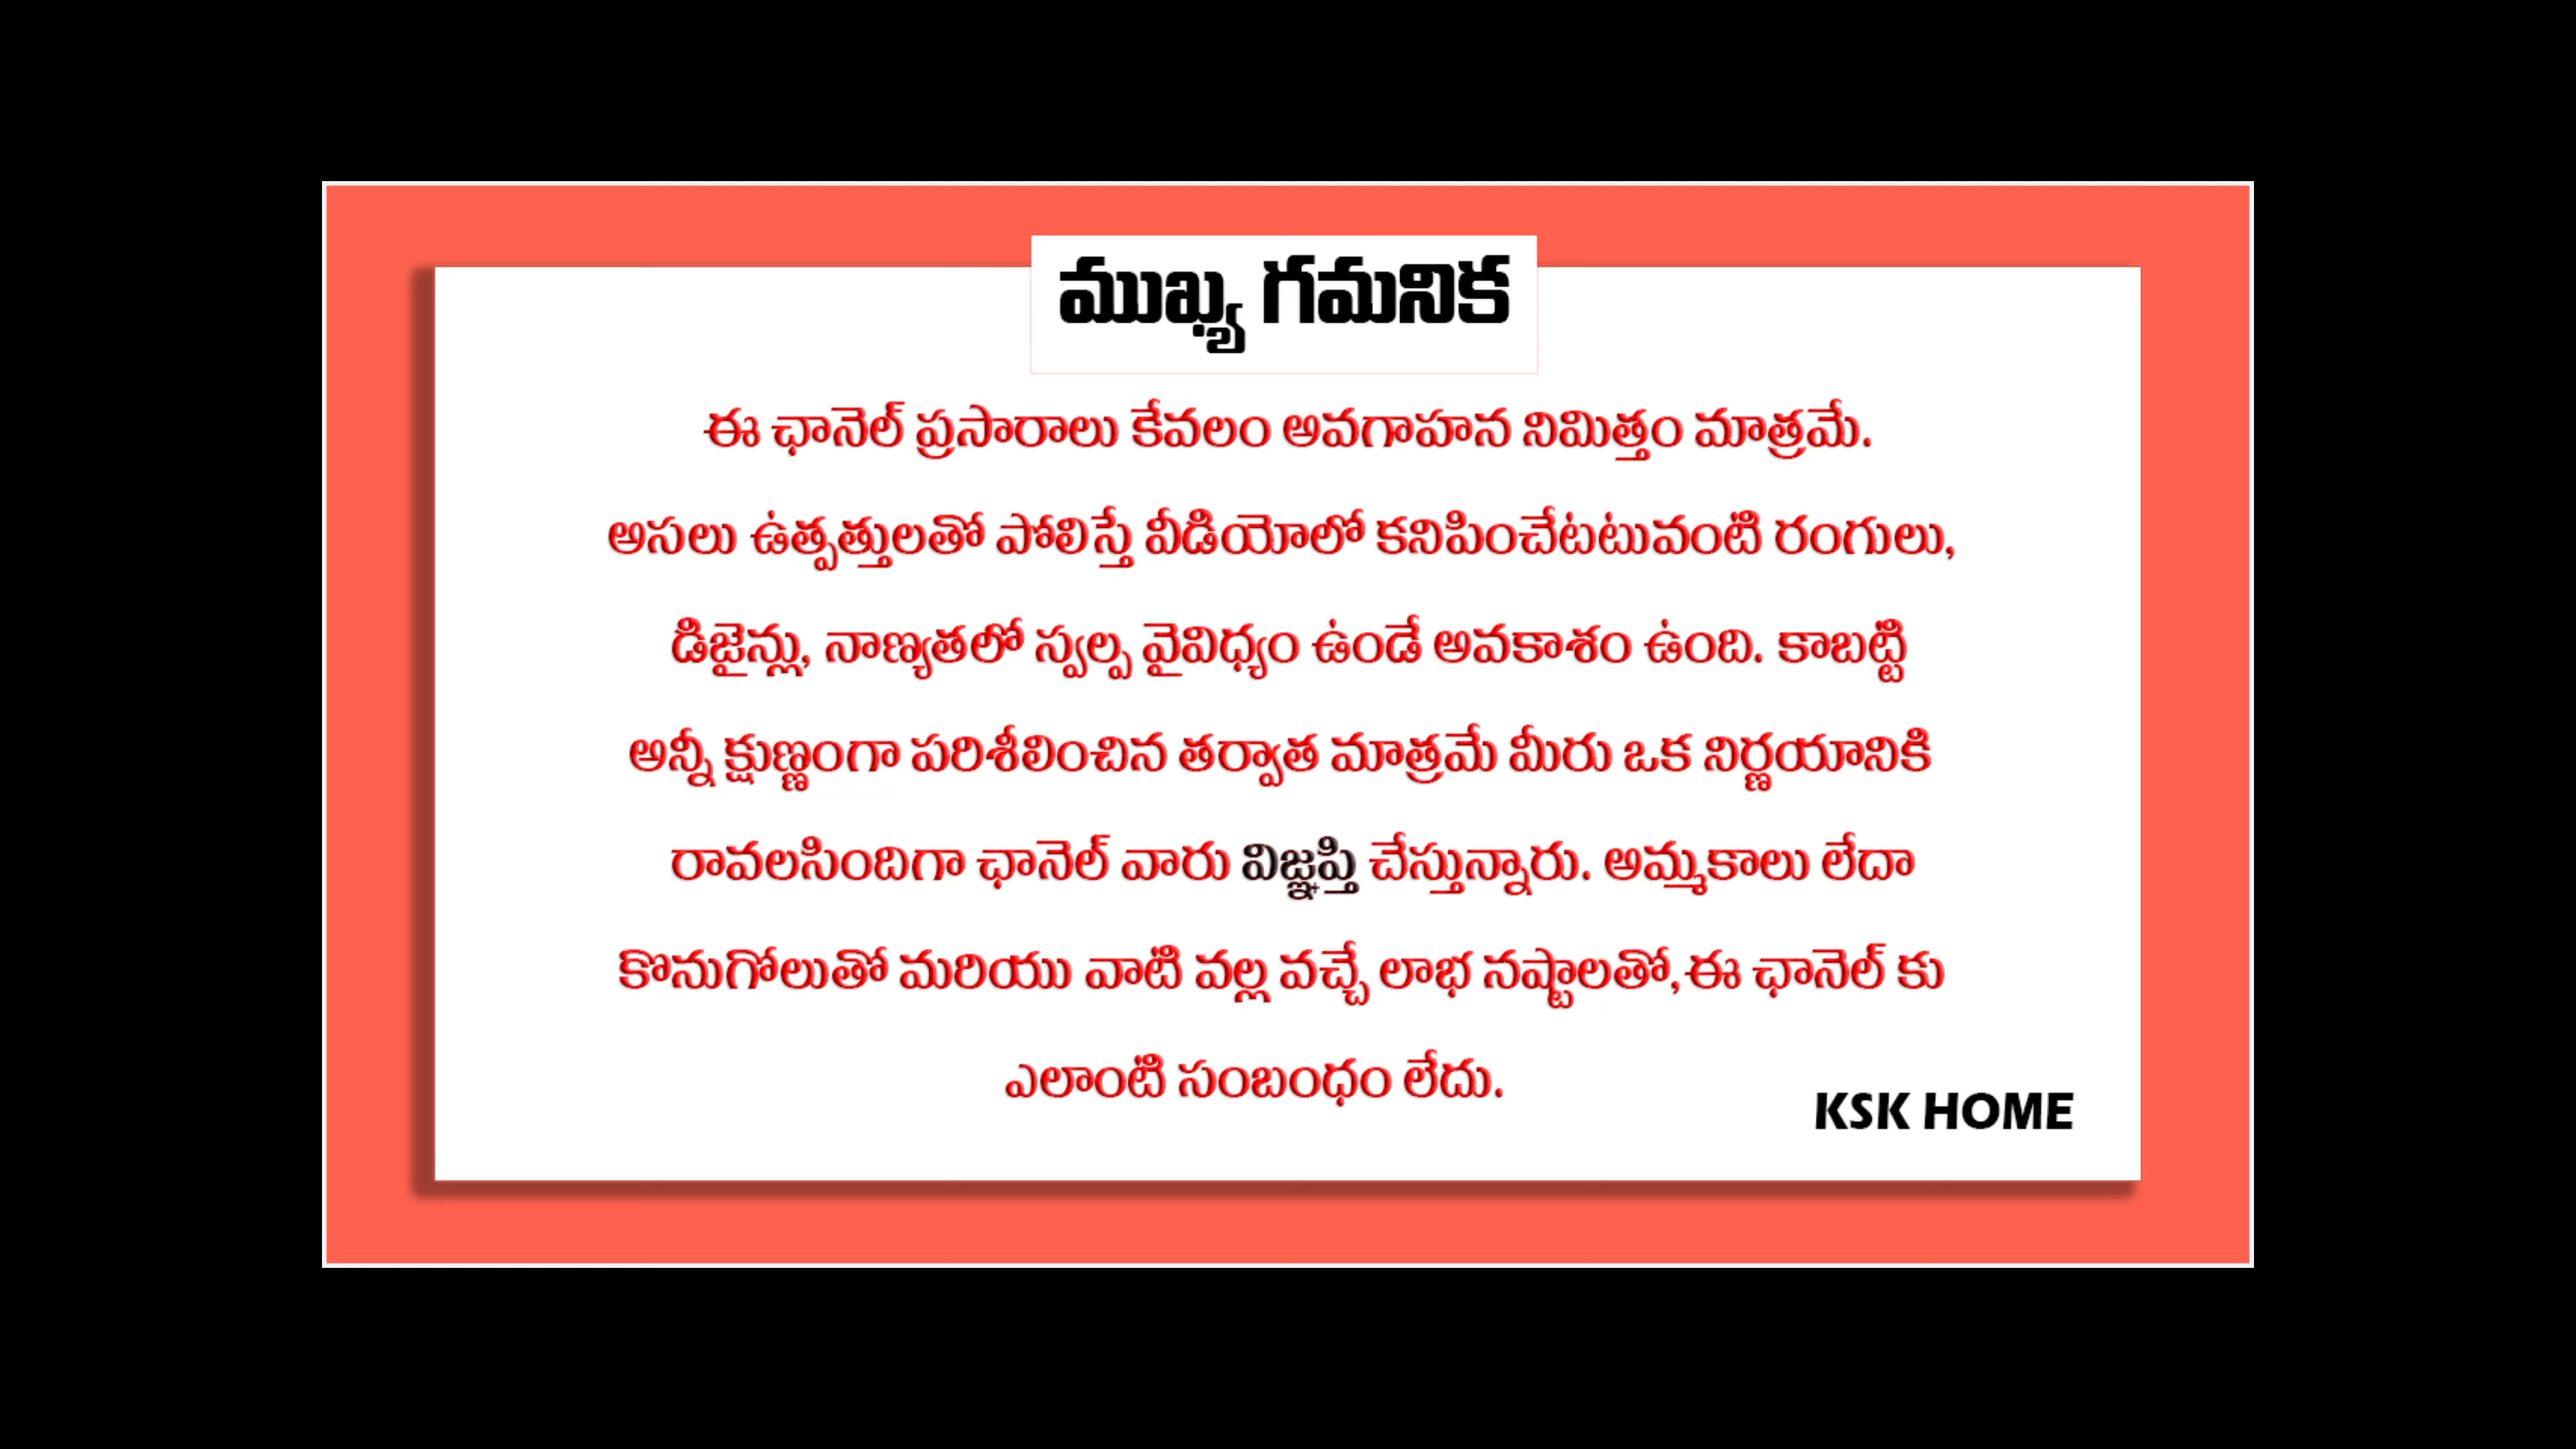 ముఖ్య గమనిక
ఈ ఛానెల్ ప్రసారాలు కేవలం అవగాహన నిమిత్తం మాత్రమే.
అసలు ఉత్పత్తులతో పోలిస్తే వీడియోలో కనిపించేటటువంటి రంగులు,
డిజైన్లు, నాణ్యతలో స్వల్ప వైవిధ్యం ఉండే అవకాశం ఉంది. కాబట్టి
అన్నీ క్షుణ్ణంగా పరిశీలించిన తర్వాత మాత్రమే మీరు ఒక నిర్ణయానికి
రావలసిందిగా ఛానెల్ వారు విజ్ఞప్తి చేస్తున్నారు. అమ్మకాలు లేదా
కొనుగోలుతో మరియు వాటి వల్ల వచ్చే లాభ నష్టాలతో,ఈ ఛానెల్ కు
ఎలాంటి సంబంధం లేదు.
KSK HOME